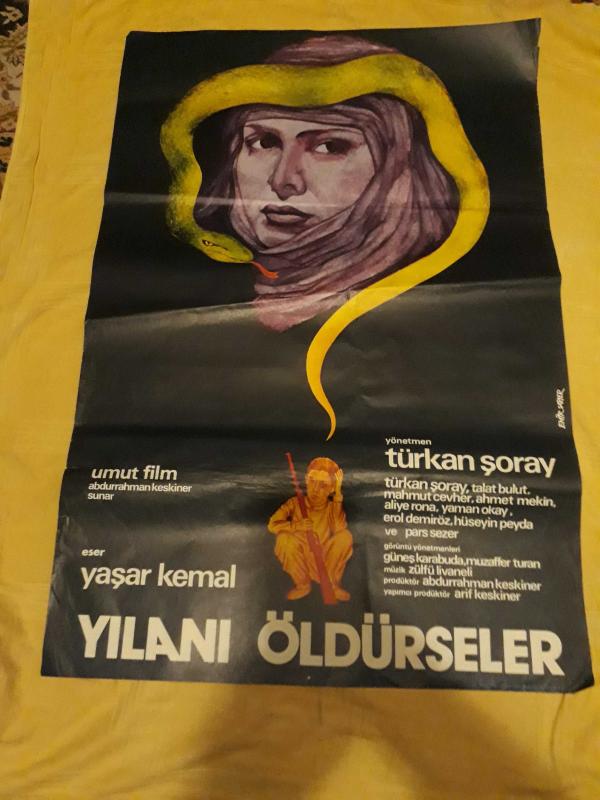 yönetmen
türkan şoray
türkan şoray, talat bulut,
mahmut cevher, ahmet mekin,
aliye rona, yaman okay,
erol demiröz, hüseyin peyda
ve pars sezer
görüntü yönetmenleri
güneş karabuda, muzaffer turan
müzik zülfü livaneli
prodüktör abdurrahman keskiner
yapımcı prodüktör arif keskiner
umut film
abdurrahman keskiner
sunar
eser
yaşar kemal
YILANI ÖLDÜRSELER